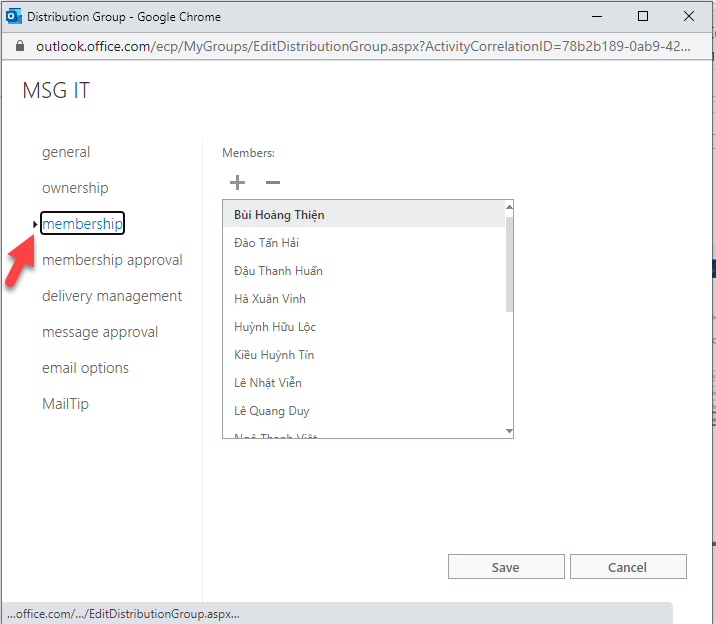 Distribution Group - Google Chrome
outlook.office.com/ecp/MyGroups/EditDistributionGroup.aspx?ActivityCorrelationID=78b2b189-0ab9-42...
MSG IT
general
ownership
membership
membership approval
delivery management
message approval
email options
MailTip
Members:
Bùi Hoàng Thiện
Đào Tấn Hải
Đậu Thanh Huấn
Hà Xuân Vinh
Huỳnh Hữu Lộc
Kiều Huỳnh Tín
Lê Nhật Viễn
Lê Quang Duy
Ngô Thanh Việt
Save
Cancel
...office.com/.../EditDistributionGroup.aspx...